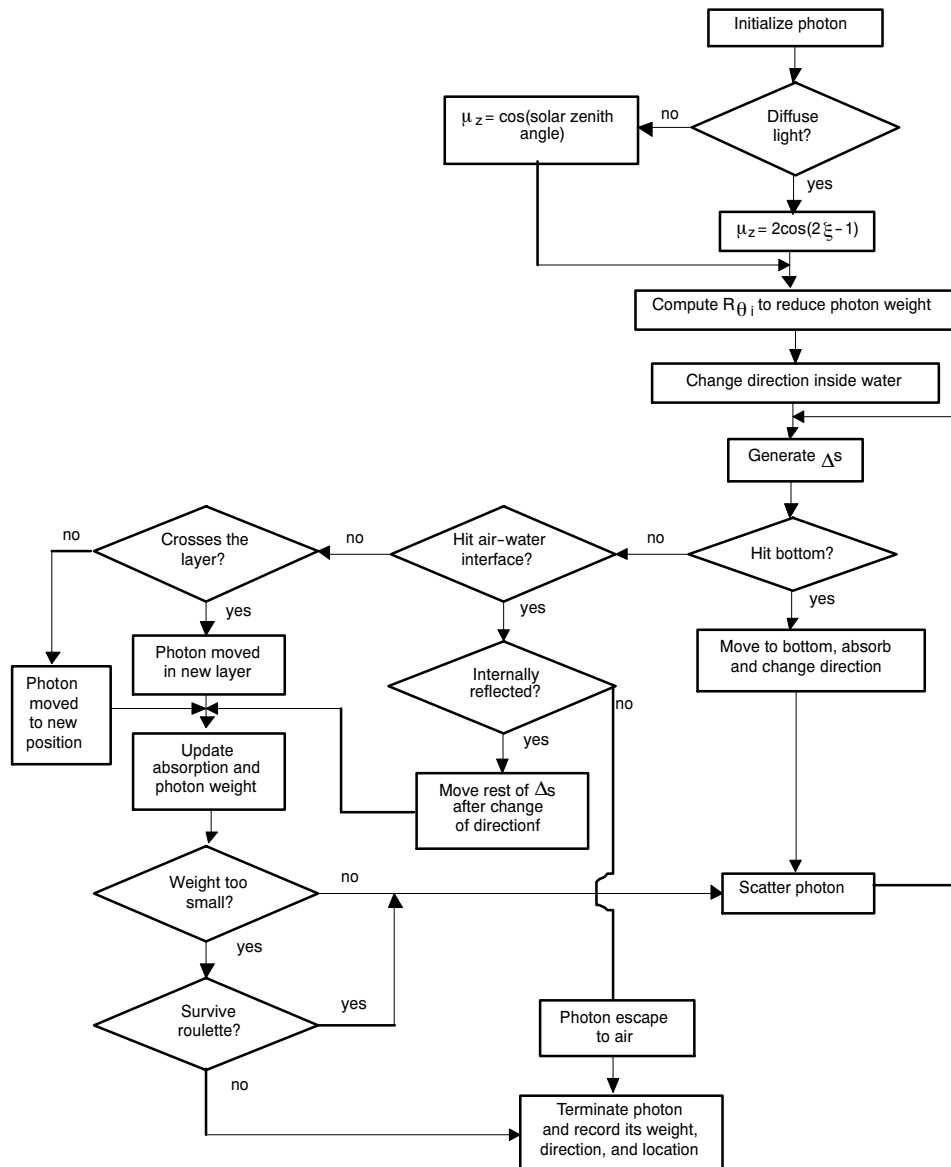 Initialize photon
Diffuse
light?
no
μz = cos(solar zenith
angle)
yes
μz = 2cos(2ξ-1)
Compute Rθi to reduce photon weight
Change direction inside water
Generate Δs
Hit bottom?
no
yes
Hit air-water
interface?
no
yes
Crosses the
layer?
no
yes
Photon moved
in new layer
Photon
moved
to new
position
Internally
reflected?
no
yes
Move to bottom, absorb
and change direction
Update
absorption and
photon weight
Move rest of Δs
after change
of directionf
Weight too
small?
no
yes
Scatter photon
Survive
roulette?
yes
no
Photon escape
to air
Terminate photon
and record its weight,
direction, and location